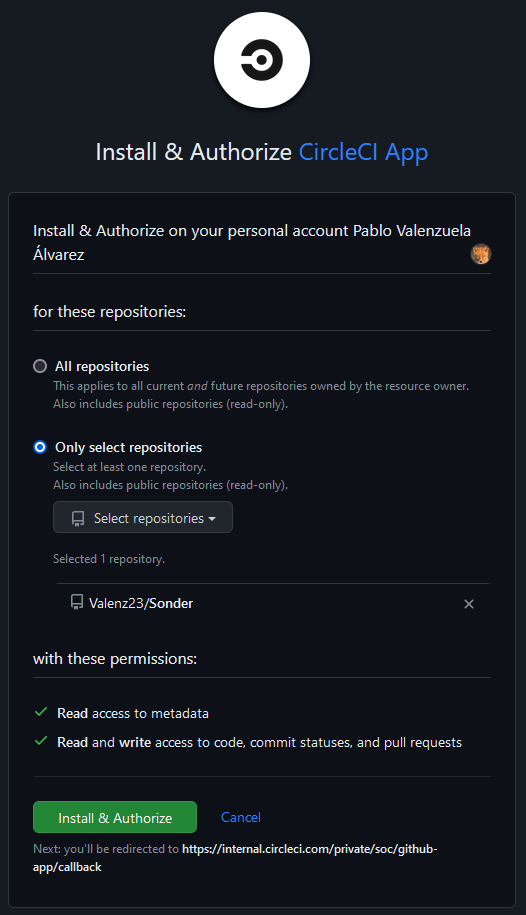 Install & Authorize CircleCI App
Install & Authorize on your personal account Pablo Valenzuela
Álvarez
for these repositories:
All repositories
This applies to all current and future repositories owned by the resource owner.
Also includes public repositories (read-only).
Only select repositories
Select at least one repository.
Also includes public repositories (read-only).
Select repositories
Selected 1 repository.
Valenz23/Sonder
with these permissions:
Read access to metadata
Read and write access to code, commit statuses, and pull requests
Install & Authorize Cancel
Next: you'll be redirected to https://internal.circleci.com/private/soc/github-
app/callback